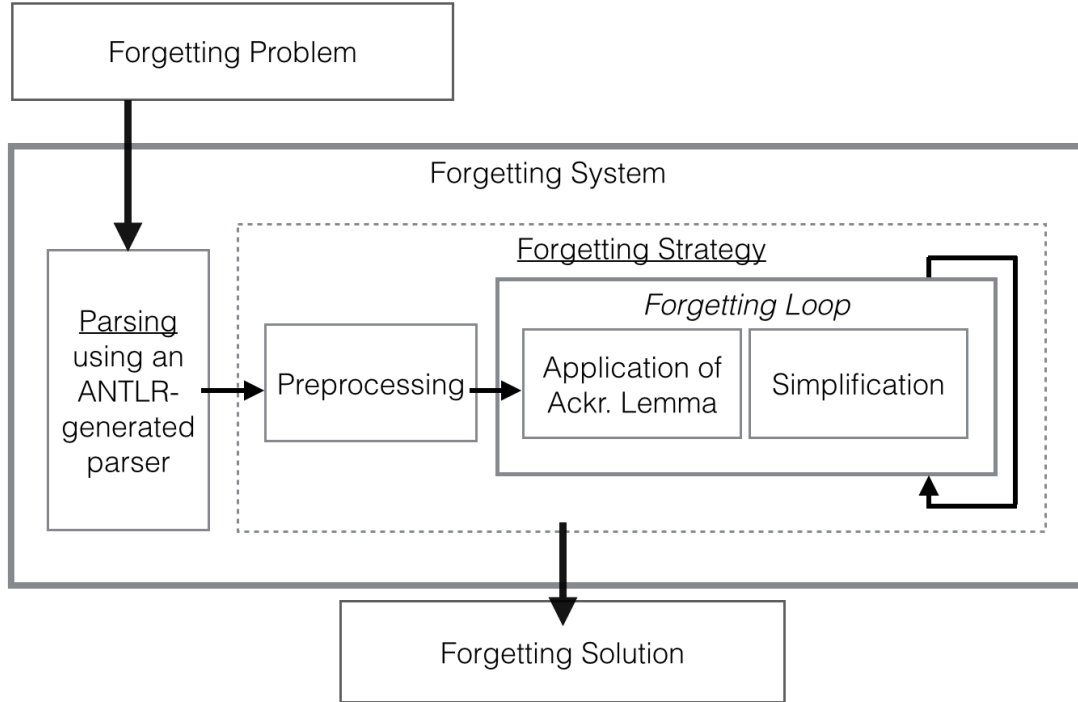 Forgetting Problem
Forgetting System
Forgetting Strategy
Parsing
using an
ANTLR-
generated
parser
Preprocessing
Forgetting Loop
Application of
Ackr. Lemma
Simplification
Forgetting Solution